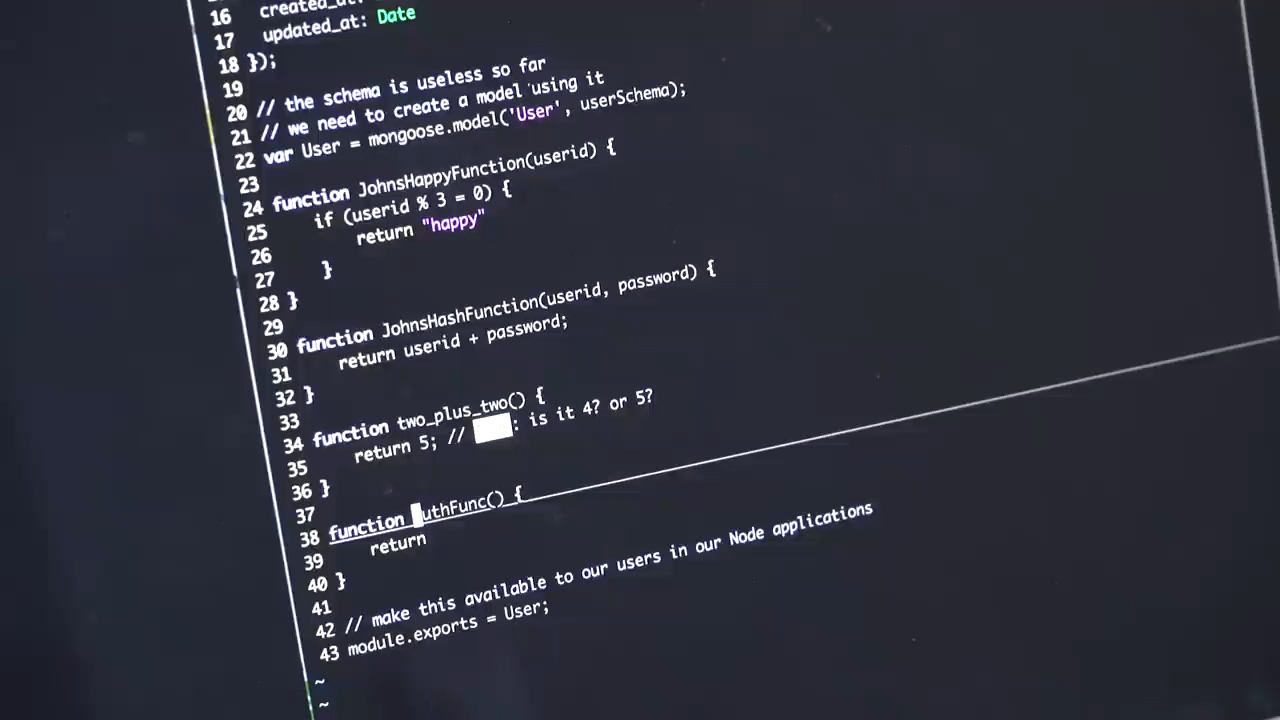 16 created_at:
17 updated_at: Date
18 });
19
20 // the schema is useless so far
21 // we need to create a model using it
22 var User = mongoose.model('User', userSchema);
23
24 function JohnsHappyFunction(userid) {
25 if (userid % 3 = 0) {
26 return "happy"
27 }
28 }
29
30 function JohnsHashFunction(userid, password) {
31 return userid + password;
32 }
33
34 function two_plus_two() {
35 return 5; // : is it 4? or 5?
36 }
37
38 function uthFunc() {
39 return
40 }
41
42 // make this available to our users in our Node applications
43 module.exports = User;
~
~